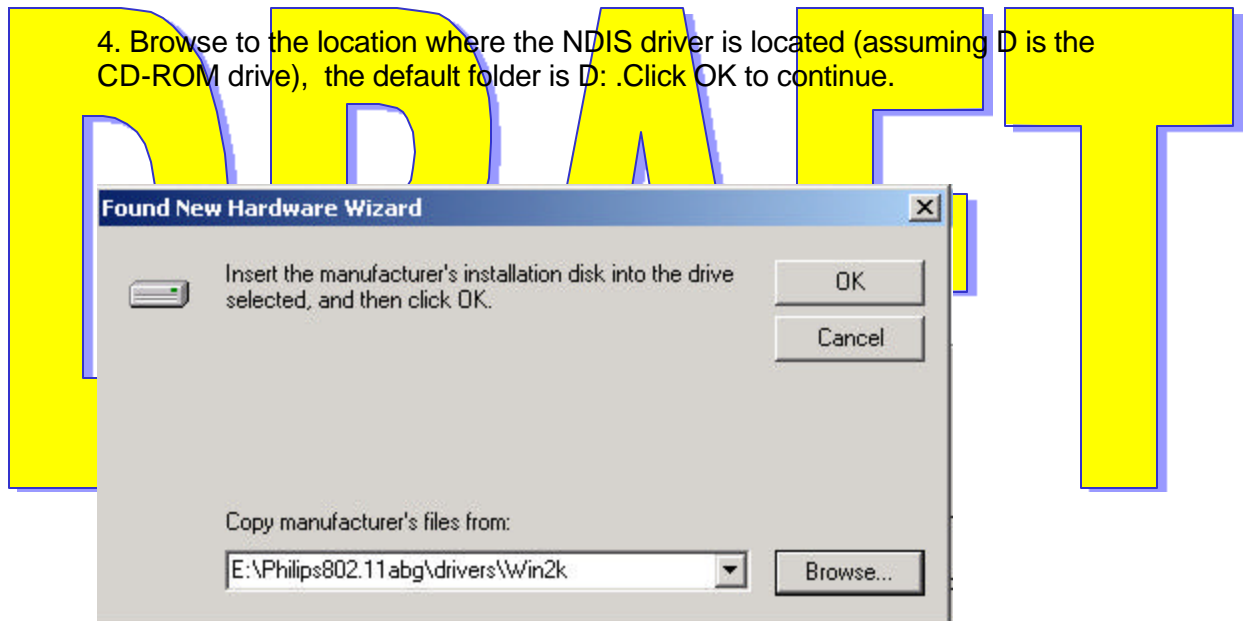 DRAFT
4. Browse to the location where the NDIS driver is located (assuming D is the
CD-ROM drive),  the default folder is D: .Click OK to continue.
Found New Hardware Wizard
Insert the manufacturer's installation disk into the drive
selected, and then click OK.
OK
Cancel
Copy manufacturer's files from:
E:\Philips802.11abg\drivers\Win2k
Browse...